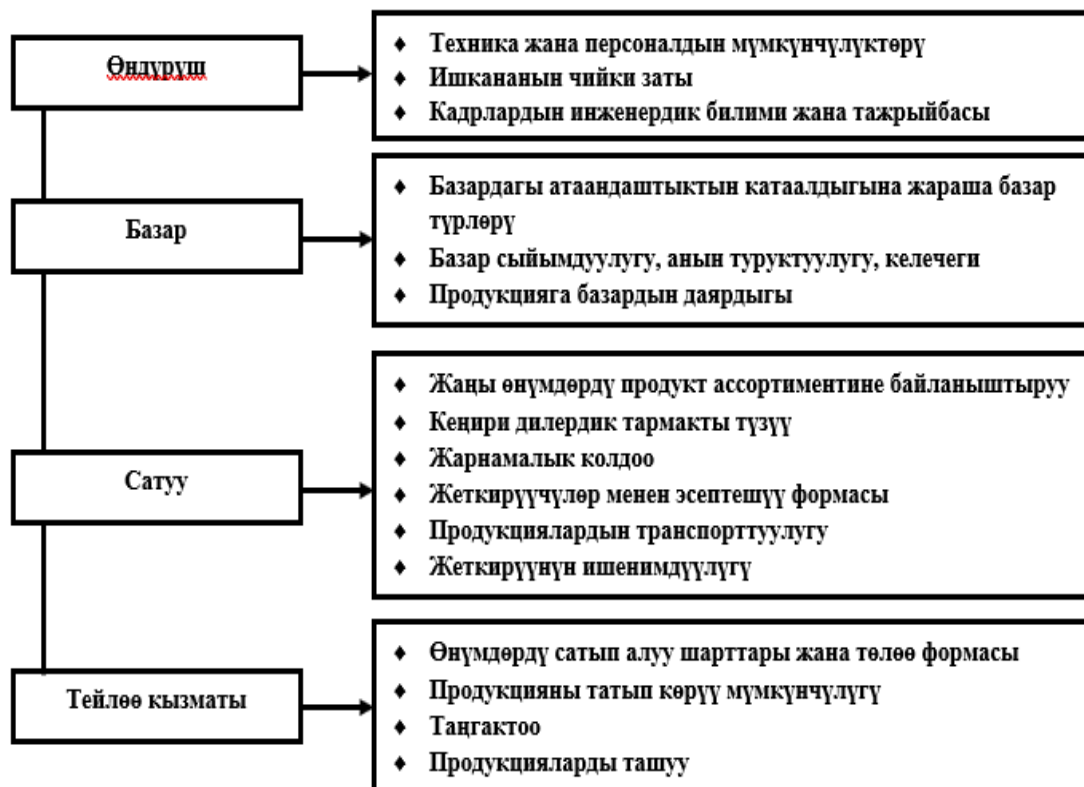 Өндүрүш
♦ Техника жана персоналдын мүмкүнчүлүктөрү
♦ Ишкананын чийки заты
♦ Кадрлардын инженердик билими жана тажрыйбасы
Базар
♦ Базардагы атаандаштыктын катаалдыгына жараша базар
түрлөрү
♦ Базар сыйымдуулугу, анын туруктуулугу, келечеги
♦ Продукцияга базардын даярдыгы
Сатуу
♦ Жаңы өнүмдөрдү продукт ассортиментине байланыштыруу
♦ Кеңири дилердик тармакты түзүү
♦ Жарнамалык колдоо
♦ Жеткирүүчүлөр менен эсептешүү формасы
♦ Продукциялардын транспорттуулугу
♦ Жеткирүүнүн ишенимдүүлүгү
Тейлөө кызматы
♦ Өнүмдөрдү сатып алуу шарттары жана төлөө формасы
♦ Продукцияны татып көрүү мүмкүнчүлүгү
♦ Таңгактоо
♦ Продукцияларды ташуу